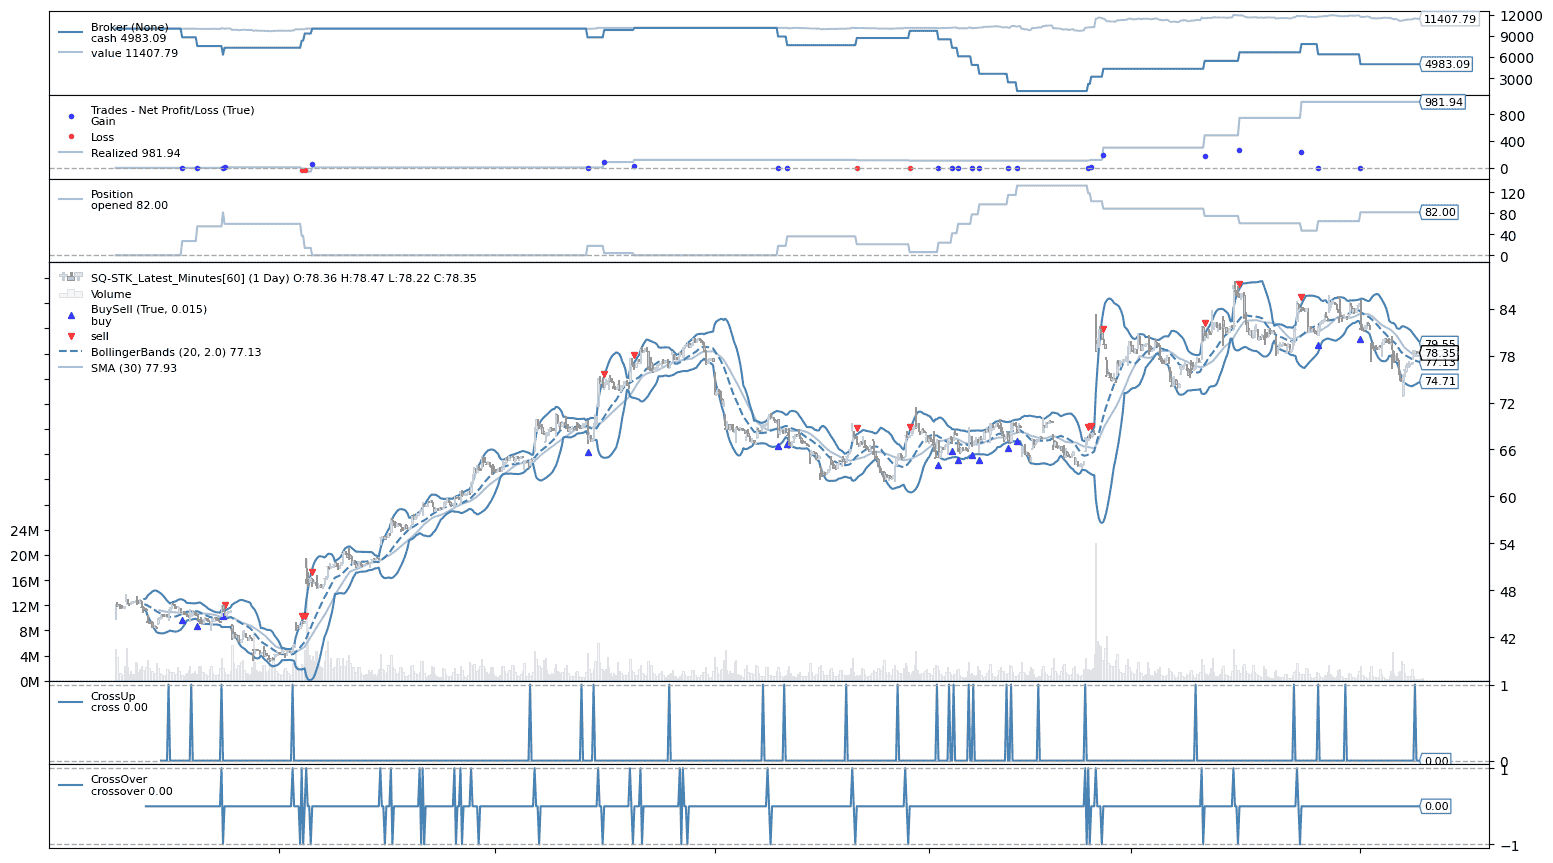 Broker (None)
cash 4983.09
value 11407.79
12000
11407.79
9000
6000
4983.09
3000
Trades - Net Profit/Loss (True)
Gain
Loss
Realized 981.94
981.94
800
400
0
Position
opened 82.00
120
82.00
80
40
0
SQ-STK_Latest_Minutes[60] (1 Day) O:78.36 H:78.47 L:78.22 C:78.35
Volume
BuySell (True, 0.015)
buy
sell
BollingerBands (20, 2.0) 77.13
SMA (30) 77.93
84
79.55
78.35
78
77.13
74.71
72
66
60
54
48
42
24M
20M
16M
12M
8M
4M
0M
CrossUp
cross 0.00
1
0.00
0
CrossOver
crossover 0.00
1
0.00
−1